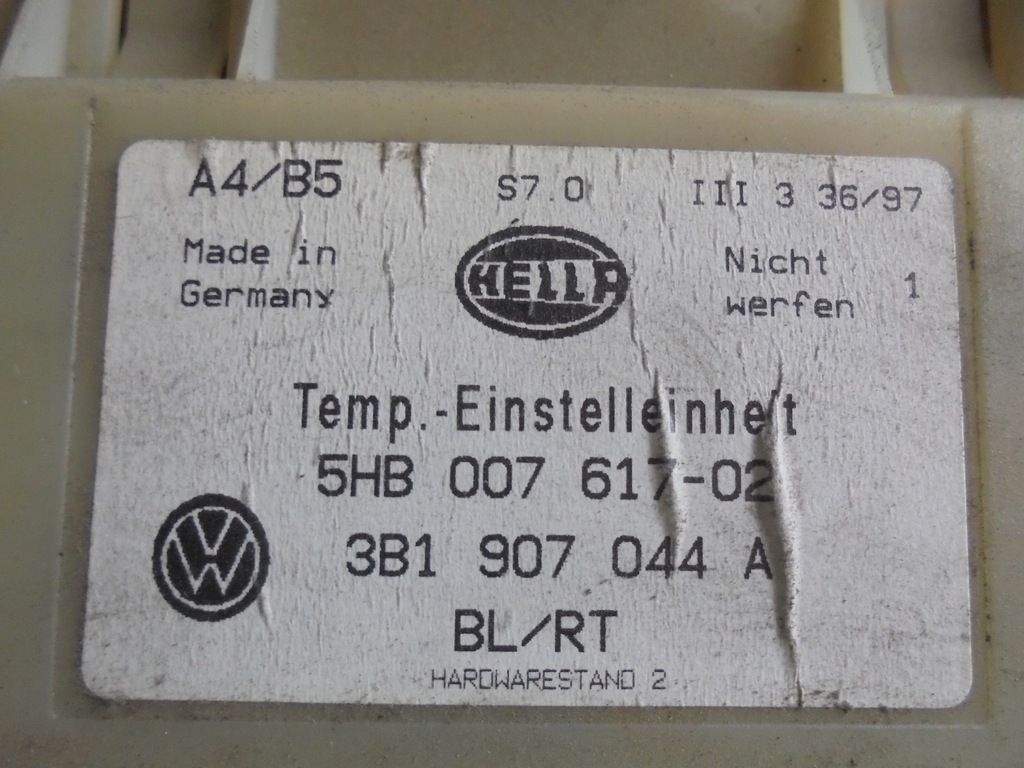 A4/B5 S7.0 III 3 36/97
Made in Germany
HELLA
Nicht werfen 1
Temp.-Einstelleinheit
5HB 007 617-02
3B1 907 044 A
VW
BL/RT
HARDWARESTAND 2